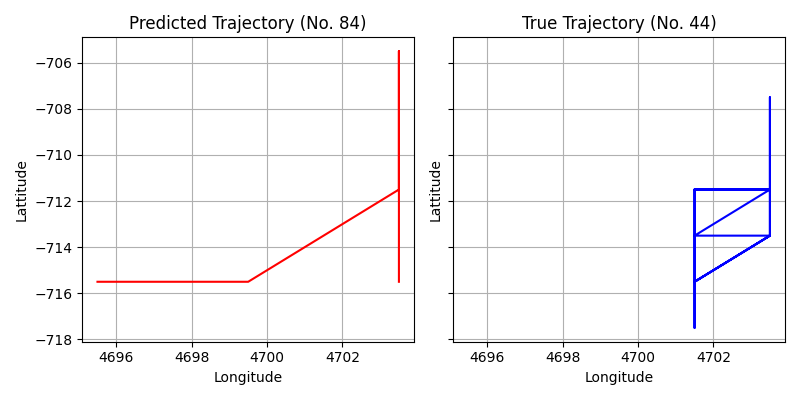 Predicted Trajectory (No. 84)
True Trajectory (No. 44)
−706
−708
−710
−712
−714
−716
−718
Lattitude
Lattitude
4696 4698 4700 4702
4696 4698 4700 4702
Longitude
Longitude